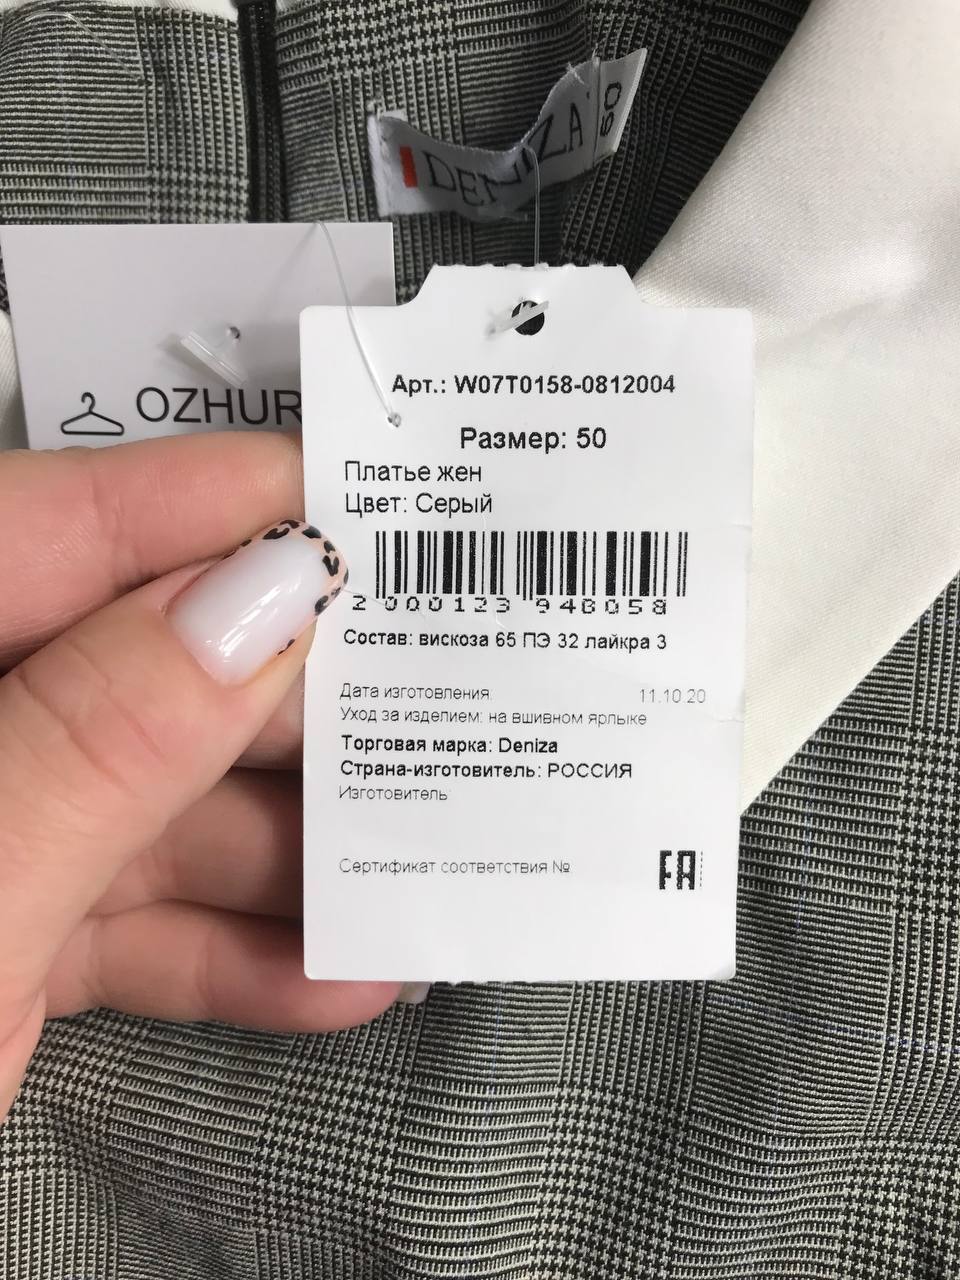 DENIZA
50
OZHUR
Арт.: W07T0158-0812004
Размер: 50
Платье жен
Цвет: Серый
2 000123 948058
Состав: вискоза 65 ПЭ 32 лайкра 3
Дата изготовления: 11.10.20
Уход за изделием: на вшивном ярлыке
Торговая марка: Deniza
Страна-изготовитель: РОССИЯ
Изготовитель:
Сертификат соответствия №
EAC